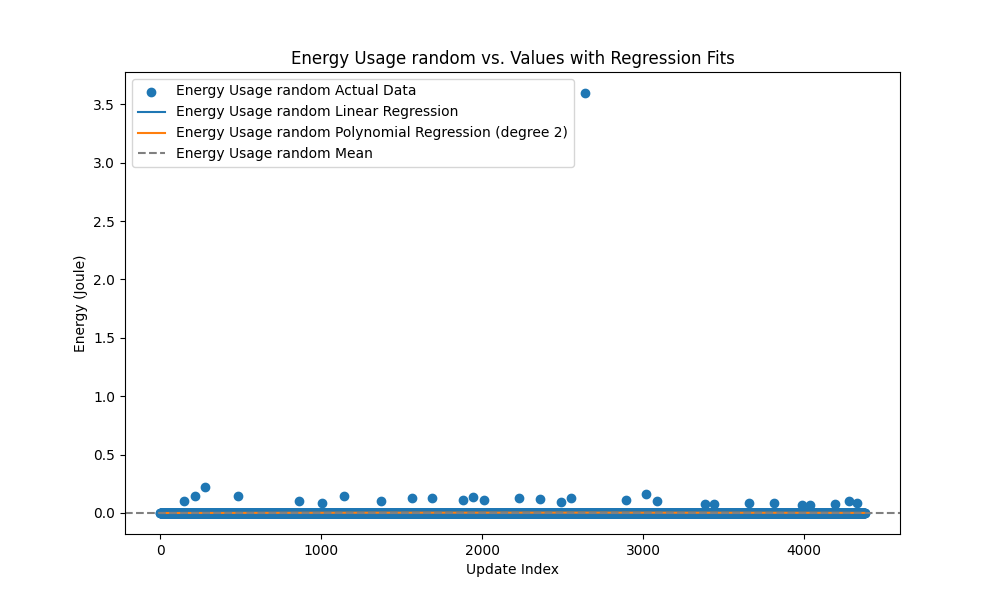 Energy Usage random vs. Values with Regression Fits
Energy Usage random Actual Data
Energy Usage random Linear Regression
Energy Usage random Polynomial Regression (degree 2)
Energy Usage random Mean
3.5
3.0
2.5
2.0
1.5
1.0
0.5
0.0
Energy (Joule)
0 1000 2000 3000 4000
Update Index